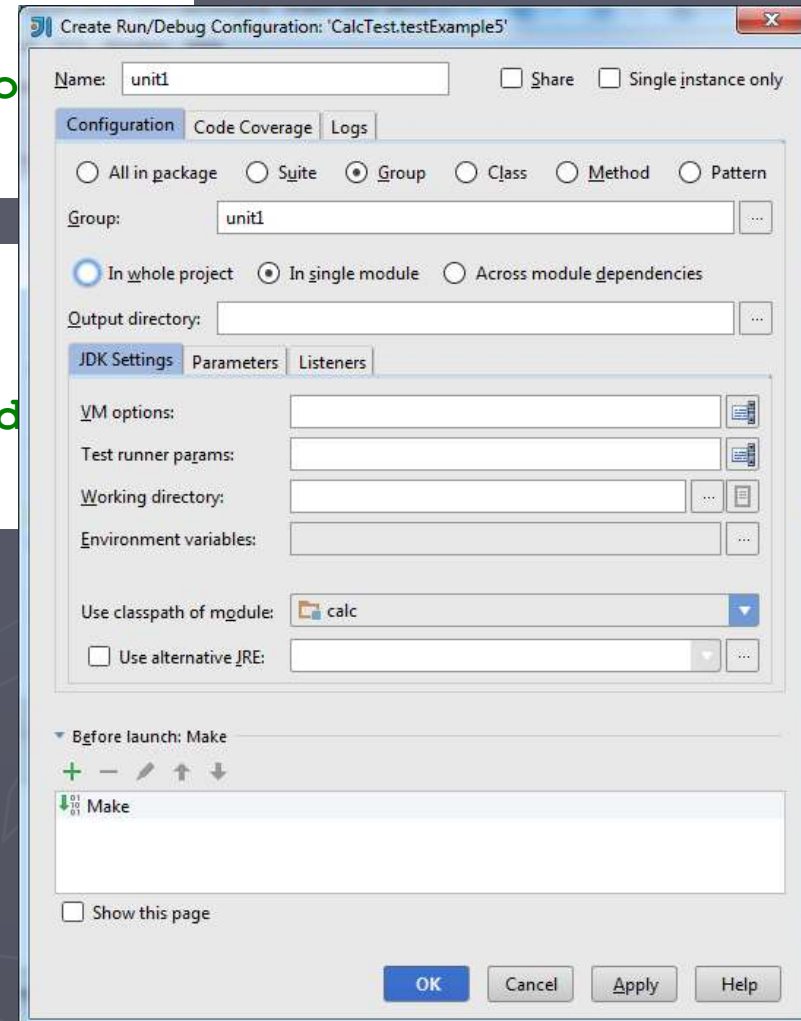 Create Run/Debug Configuration: 'CalcTest.testExample5'
Name: unit1 Share Single instance only
Configuration Code Coverage Logs
All in package Suite Group Class Method Pattern
Group: unit1 ...
In whole project In single module Across module dependencies
Output directory: ...
JDK Settings Parameters Listeners
VM options:
Test runner params:
Working directory: ...
Environment variables: ...
Use classpath of module: calc
Use alternative JRE: ...
Before launch: Make
Make
Show this page
OK Cancel Apply Help